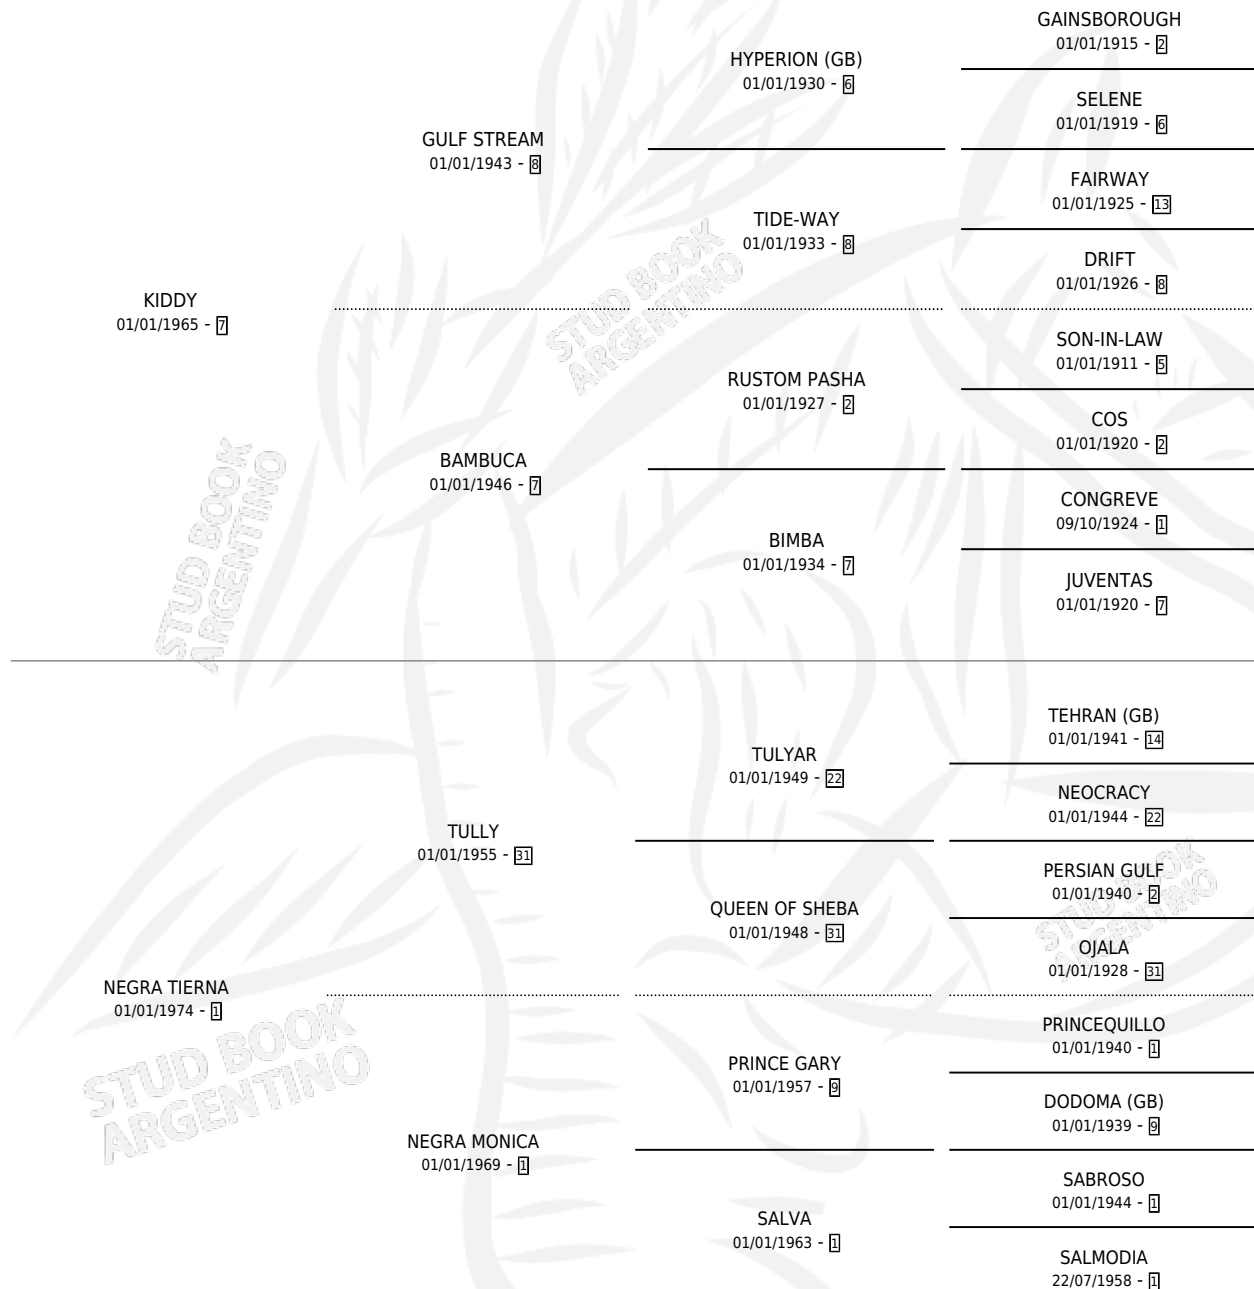 GAINSBOROUGH
01/01/1915 - 2
HYPERION (GB)
01/01/1930 - 6
SELENE
01/01/1919 - 6
GULF STREAM
01/01/1943 - 8
FAIRWAY
01/01/1925 - 13
TIDE-WAY
01/01/1933 - 8
DRIFT
01/01/1926 - 8
KIDDY
01/01/1965 - 7
SON-IN-LAW
01/01/1911 - 5
RUSTOM PASHA
01/01/1927 - 2
COS
01/01/1920 - 2
BAMBUCA
01/01/1946 - 7
CONGREVE
09/10/1924 - 1
BIMBA
01/01/1934 - 7
JUVENTAS
01/01/1920 - 7
TEHRAN (GB)
01/01/1941 - 14
TULYAR
01/01/1949 - 22
NEOCRACY
01/01/1944 - 22
TULLY
01/01/1955 - 31
PERSIAN GULF
01/01/1940 - 2
QUEEN OF SHEBA
01/01/1948 - 31
OJALA
01/01/1928 - 31
NEGRA TIERNA
01/01/1974 - 1
PRINCEQUILLO
01/01/1940 - 1
PRINCE GARY
01/01/1957 - 9
DODOMA (GB)
01/01/1939 - 9
NEGRA MONICA
01/01/1969 - 1
SABROSO
01/01/1944 - 1
SALVA
01/01/1963 - 1
SALMODIA
22/07/1958 - 1
STUD BOOK
ARGENTINO
STUD BOOK
ARGENTINO
STUD BOOK
ARGENTINO
STUD BOOK
ARGENTINO